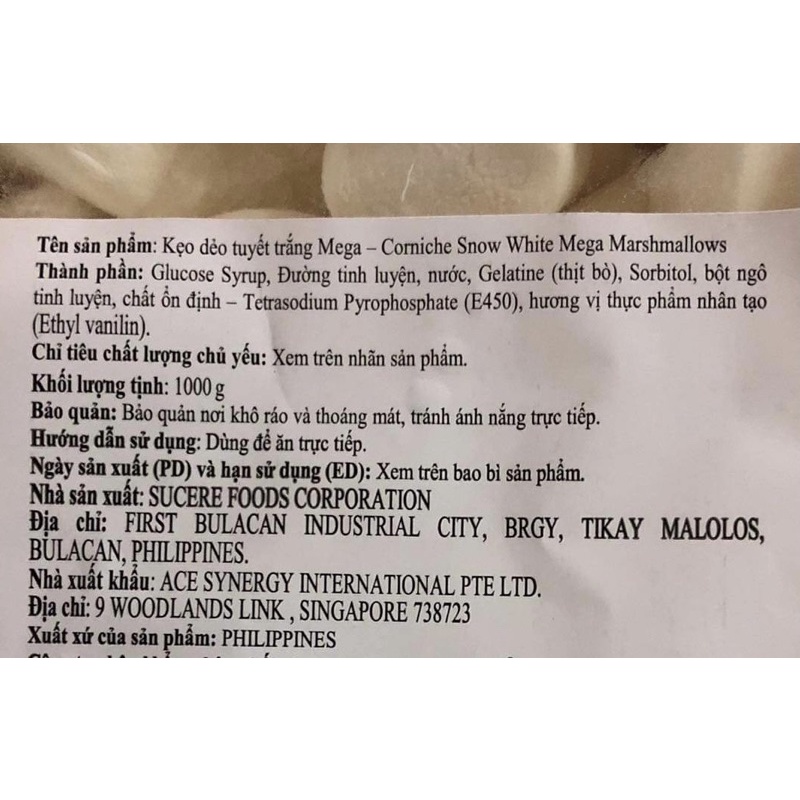 Tên sản phẩm: Kẹo dẻo tuyết trắng Mega – Corniche Snow White Mega Marshmallows
Thành phần: Glucose Syrup, Đường tinh luyện, nước, Gelatine (thịt bò), Sorbitol, bột ngô
tinh luyện, chất ổn định – Tetrasodium Pyrophosphate (E450), hương vị thực phẩm nhân tạo
(Ethyl vanilin).
Chỉ tiêu chất lượng chủ yếu: Xem trên nhãn sản phẩm.
Khối lượng tịnh: 1000 g
Bảo quản: Bảo quản nơi khô ráo và thoáng mát, tránh ánh nắng trực tiếp.
Hướng dẫn sử dụng: Dùng để ăn trực tiếp.
Ngày sản xuất (PD) và hạn sử dụng (ED): Xem trên bao bì sản phẩm.
Nhà sản xuất: SUCERE FOODS CORPORATION
Địa chỉ: FIRST BULACAN INDUSTRIAL CITY, BRGY, TIKAY MALOLOS,
BULACAN, PHILIPPINES.
Nhà xuất khẩu: ACE SYNERGY INTERNATIONAL PTE LTD.
Địa chỉ: 9 WOODLANDS LINK , SINGAPORE 738723
Xuất xứ của sản phẩm: PHILIPPINES